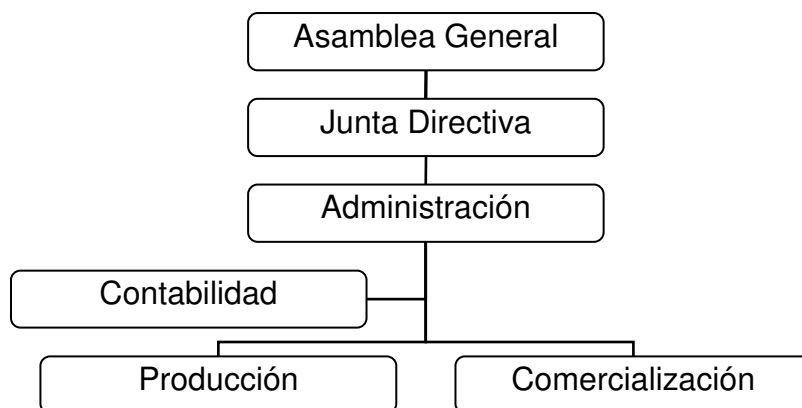 Asamblea General
Junta Directiva
Administración
Contabilidad
Producción
Comercialización